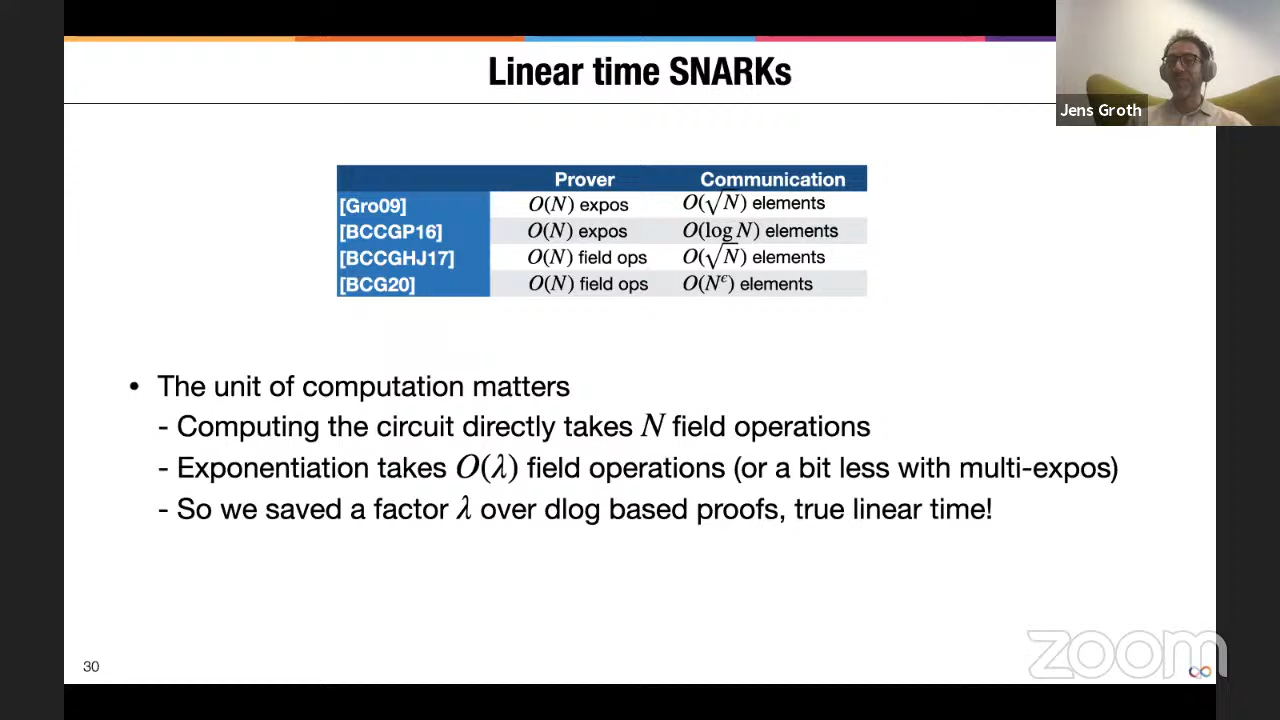 Linear time SNARKs
Jens Groth
Prover Communication
[Gro09] O(N) expos O(√N) elements
[BCCGP16] O(N) expos O(log N) elements
[BCCGHJ17] O(N) field ops O(√N) elements
[BCG20] O(N) field ops O(N^ϵ) elements
• The unit of computation matters
- Computing the circuit directly takes N field operations
- Exponentiation takes O(λ) field operations (or a bit less with multi-expos)
- So we saved a factor λ over dlog based proofs, true linear time!
zoom
30